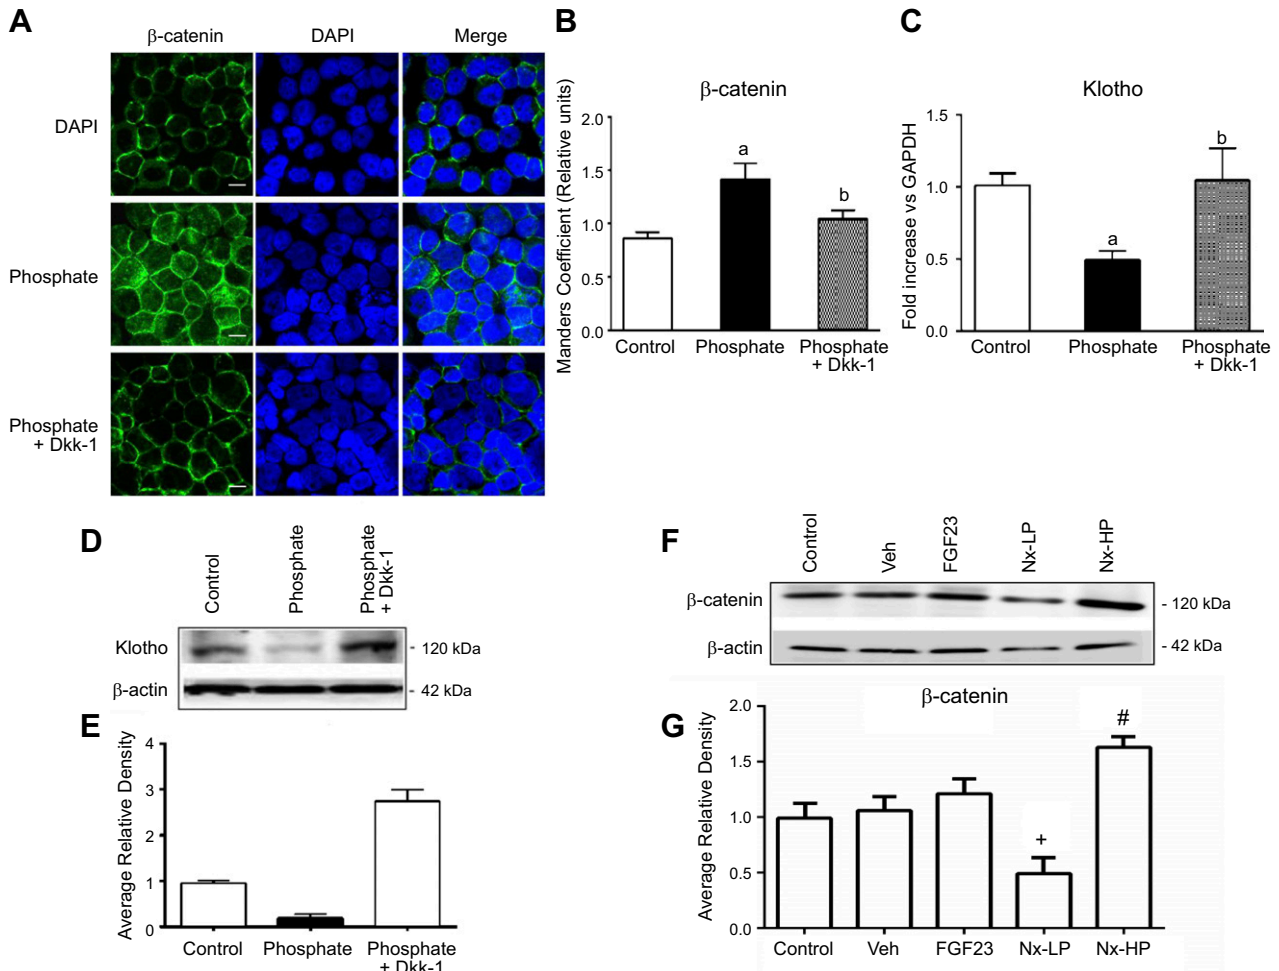 A
β-catenin
DAPI
Merge
DAPI
Phosphate
Phosphate
+ Dkk-1
B
β-catenin
Manders Coefficient (Relative units)
2.0
1.5
1.0
0.5
0.0
a
b
Control
Phosphate
Phosphate
+ Dkk-1
C
Klotho
Fold increase vs GAPDH
1.5
1.0
0.5
0.0
a
b
Control
Phosphate
Phosphate
+ Dkk-1
D
Control
Phosphate
Phosphate
+ Dkk-1
Klotho
- 120 kDa
β-actin
- 42 kDa
E
Average Relative Density
4
3
2
1
0
Control
Phosphate
Phosphate
+ Dkk-1
F
Control
Veh
FGF23
Nx-LP
Nx-HP
β-catenin
- 120 kDa
β-actin
- 42 kDa
G
β-catenin
Average Relative Density
2.0
1.5
1.0
0.5
0.0
+
#
Control
Veh
FGF23
Nx-LP
Nx-HP